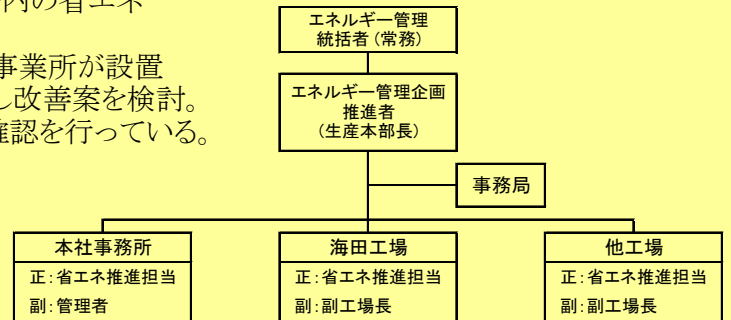 内の省エネ
事業所が設置
し改善案を検討。
確認を行っている。
エネルギー管理
統括者(常務)
エネルギー管理企画
推進者
(生産本部長)
事務局
本社事務所
正:省エネ推進担当
副:管理者
海田工場
正:省エネ推進担当
副:副工場長
他工場
正:省エネ推進担当
副:副工場長